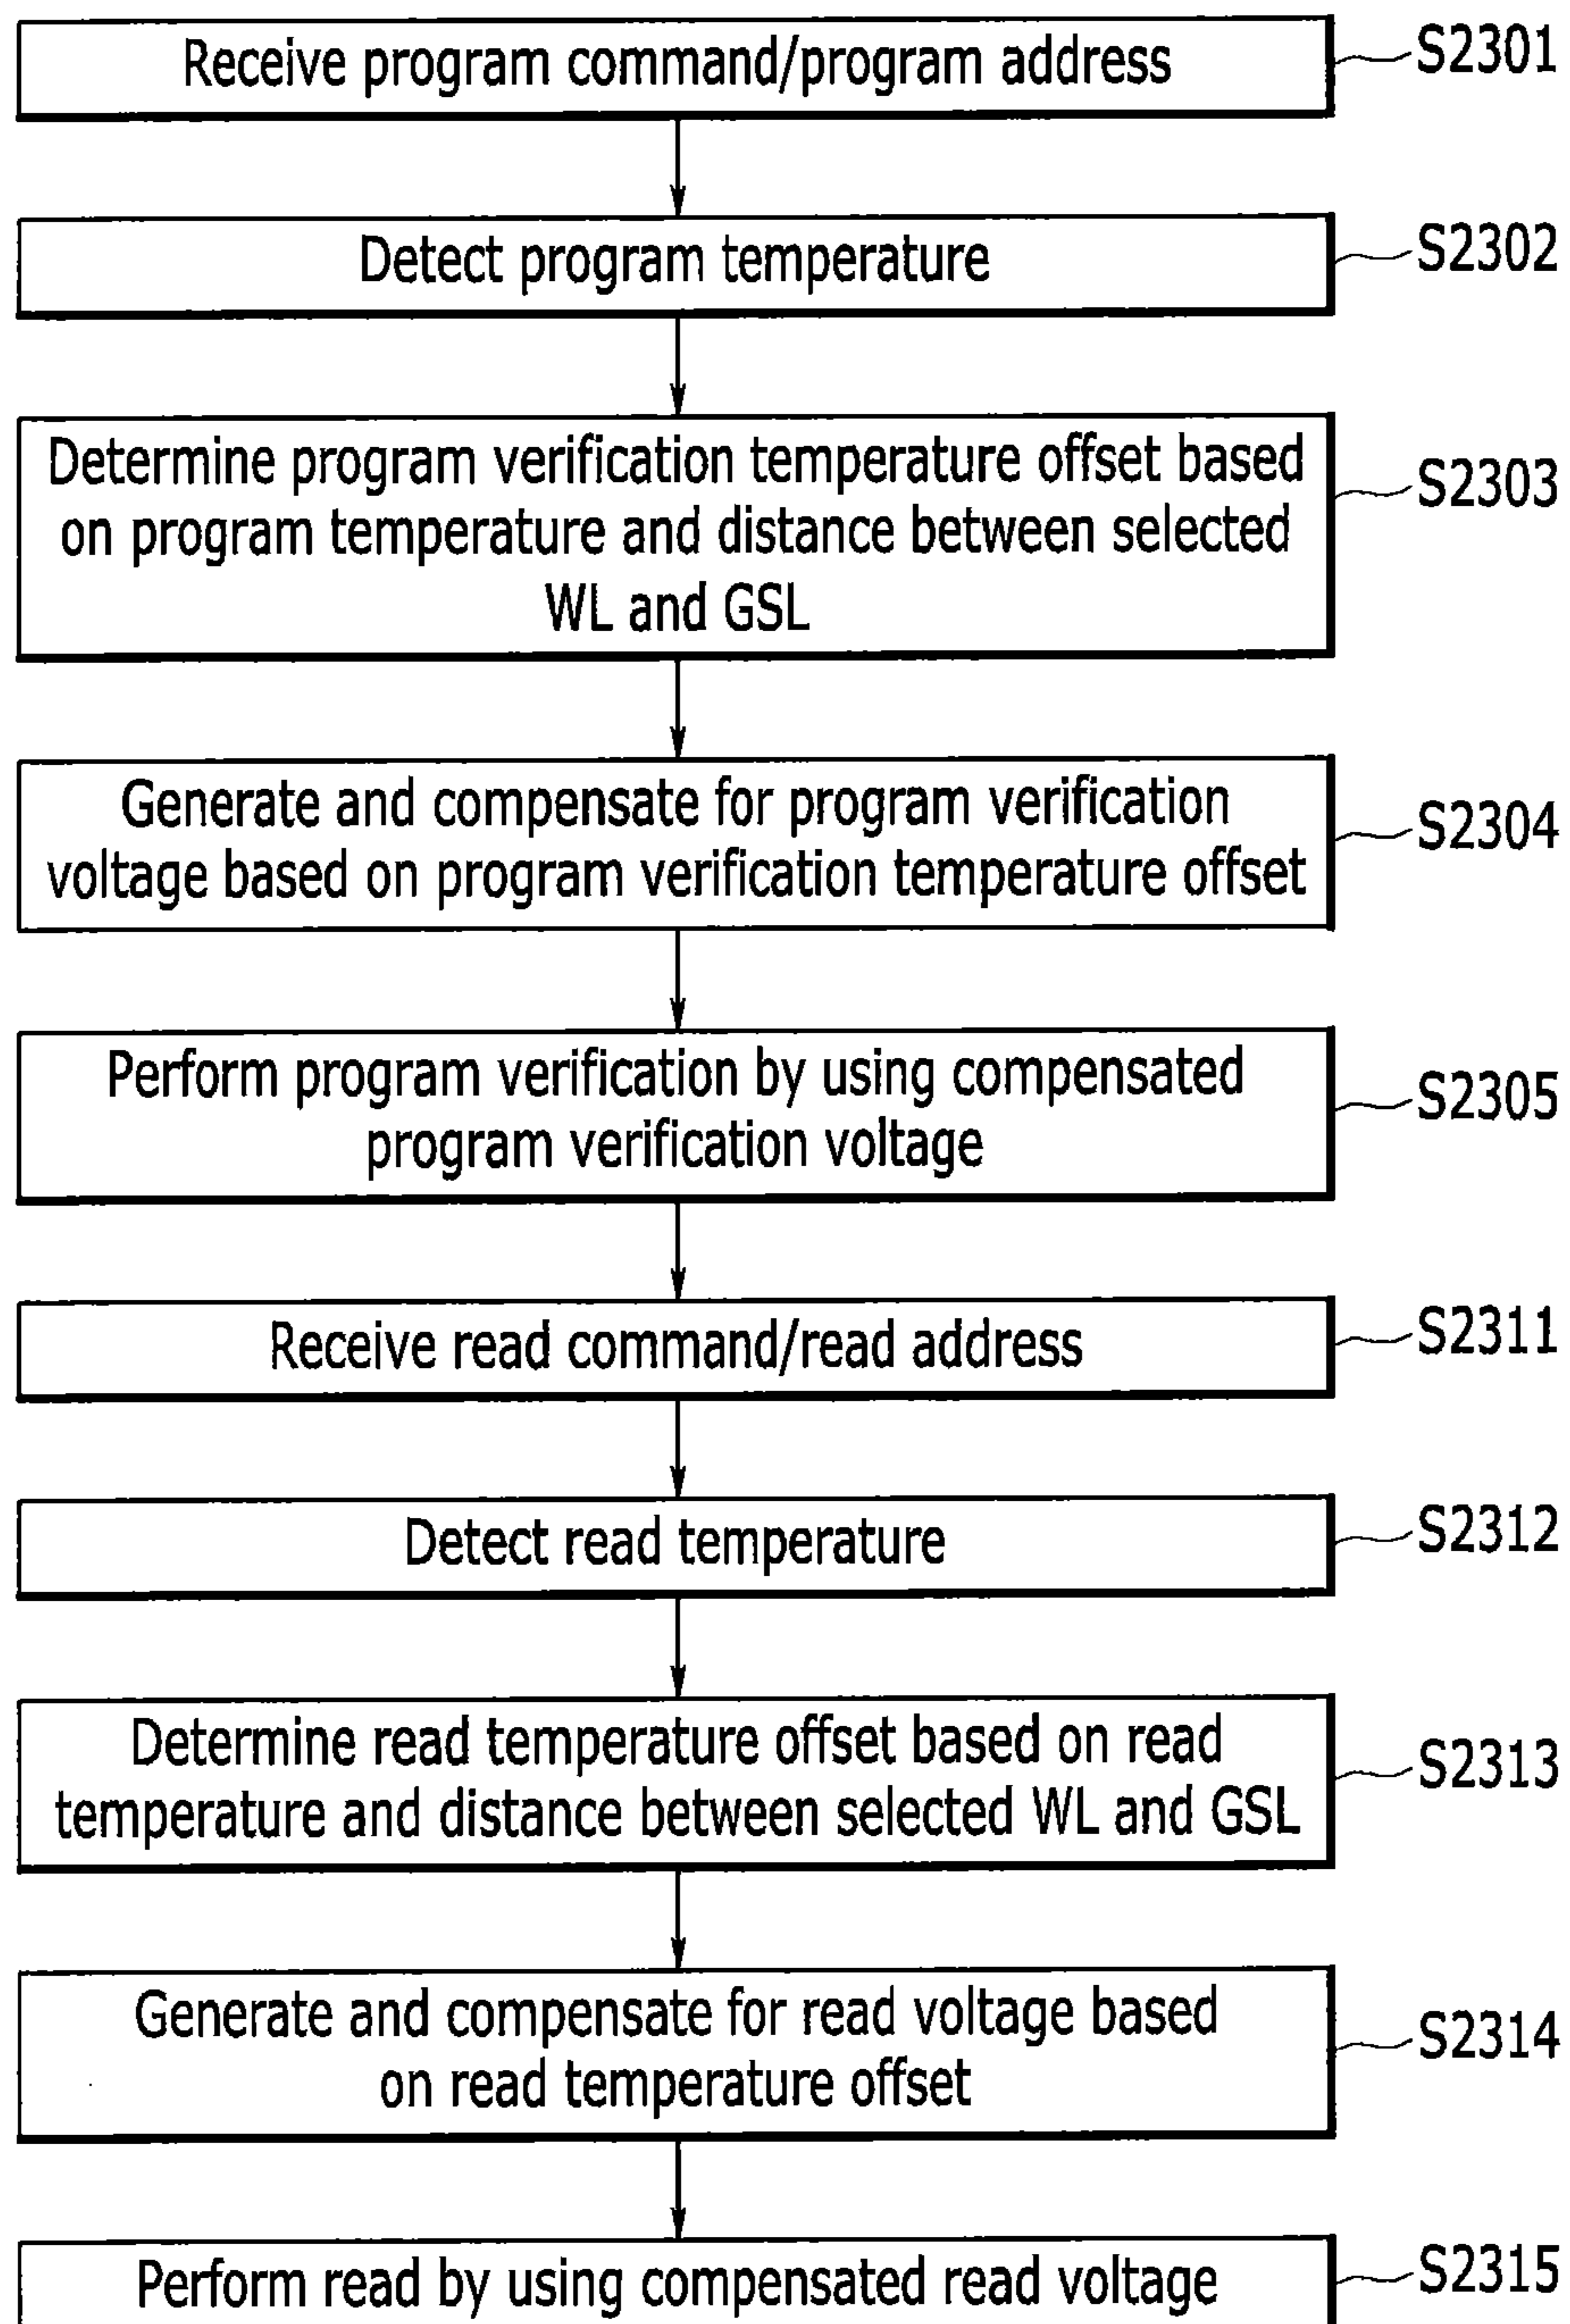 Receive program command/program address
S2301
Detect program temperature
S2302
Determine program verification temperature offset based
on program temperature and distance between selected
WL and GSL
S2303
Generate and compensate for program verification
voltage based on program verification temperature offset
S2304
Perform program verification by using compensated
program verification voltage
S2305
Receive read command/read address
S2311
Detect read temperature
S2312
Determine read temperature offset based on read
temperature and distance between selected WL and GSL
S2313
Generate and compensate for read voltage based
on read temperature offset
S2314
Perform read by using compensated read voltage
S2315